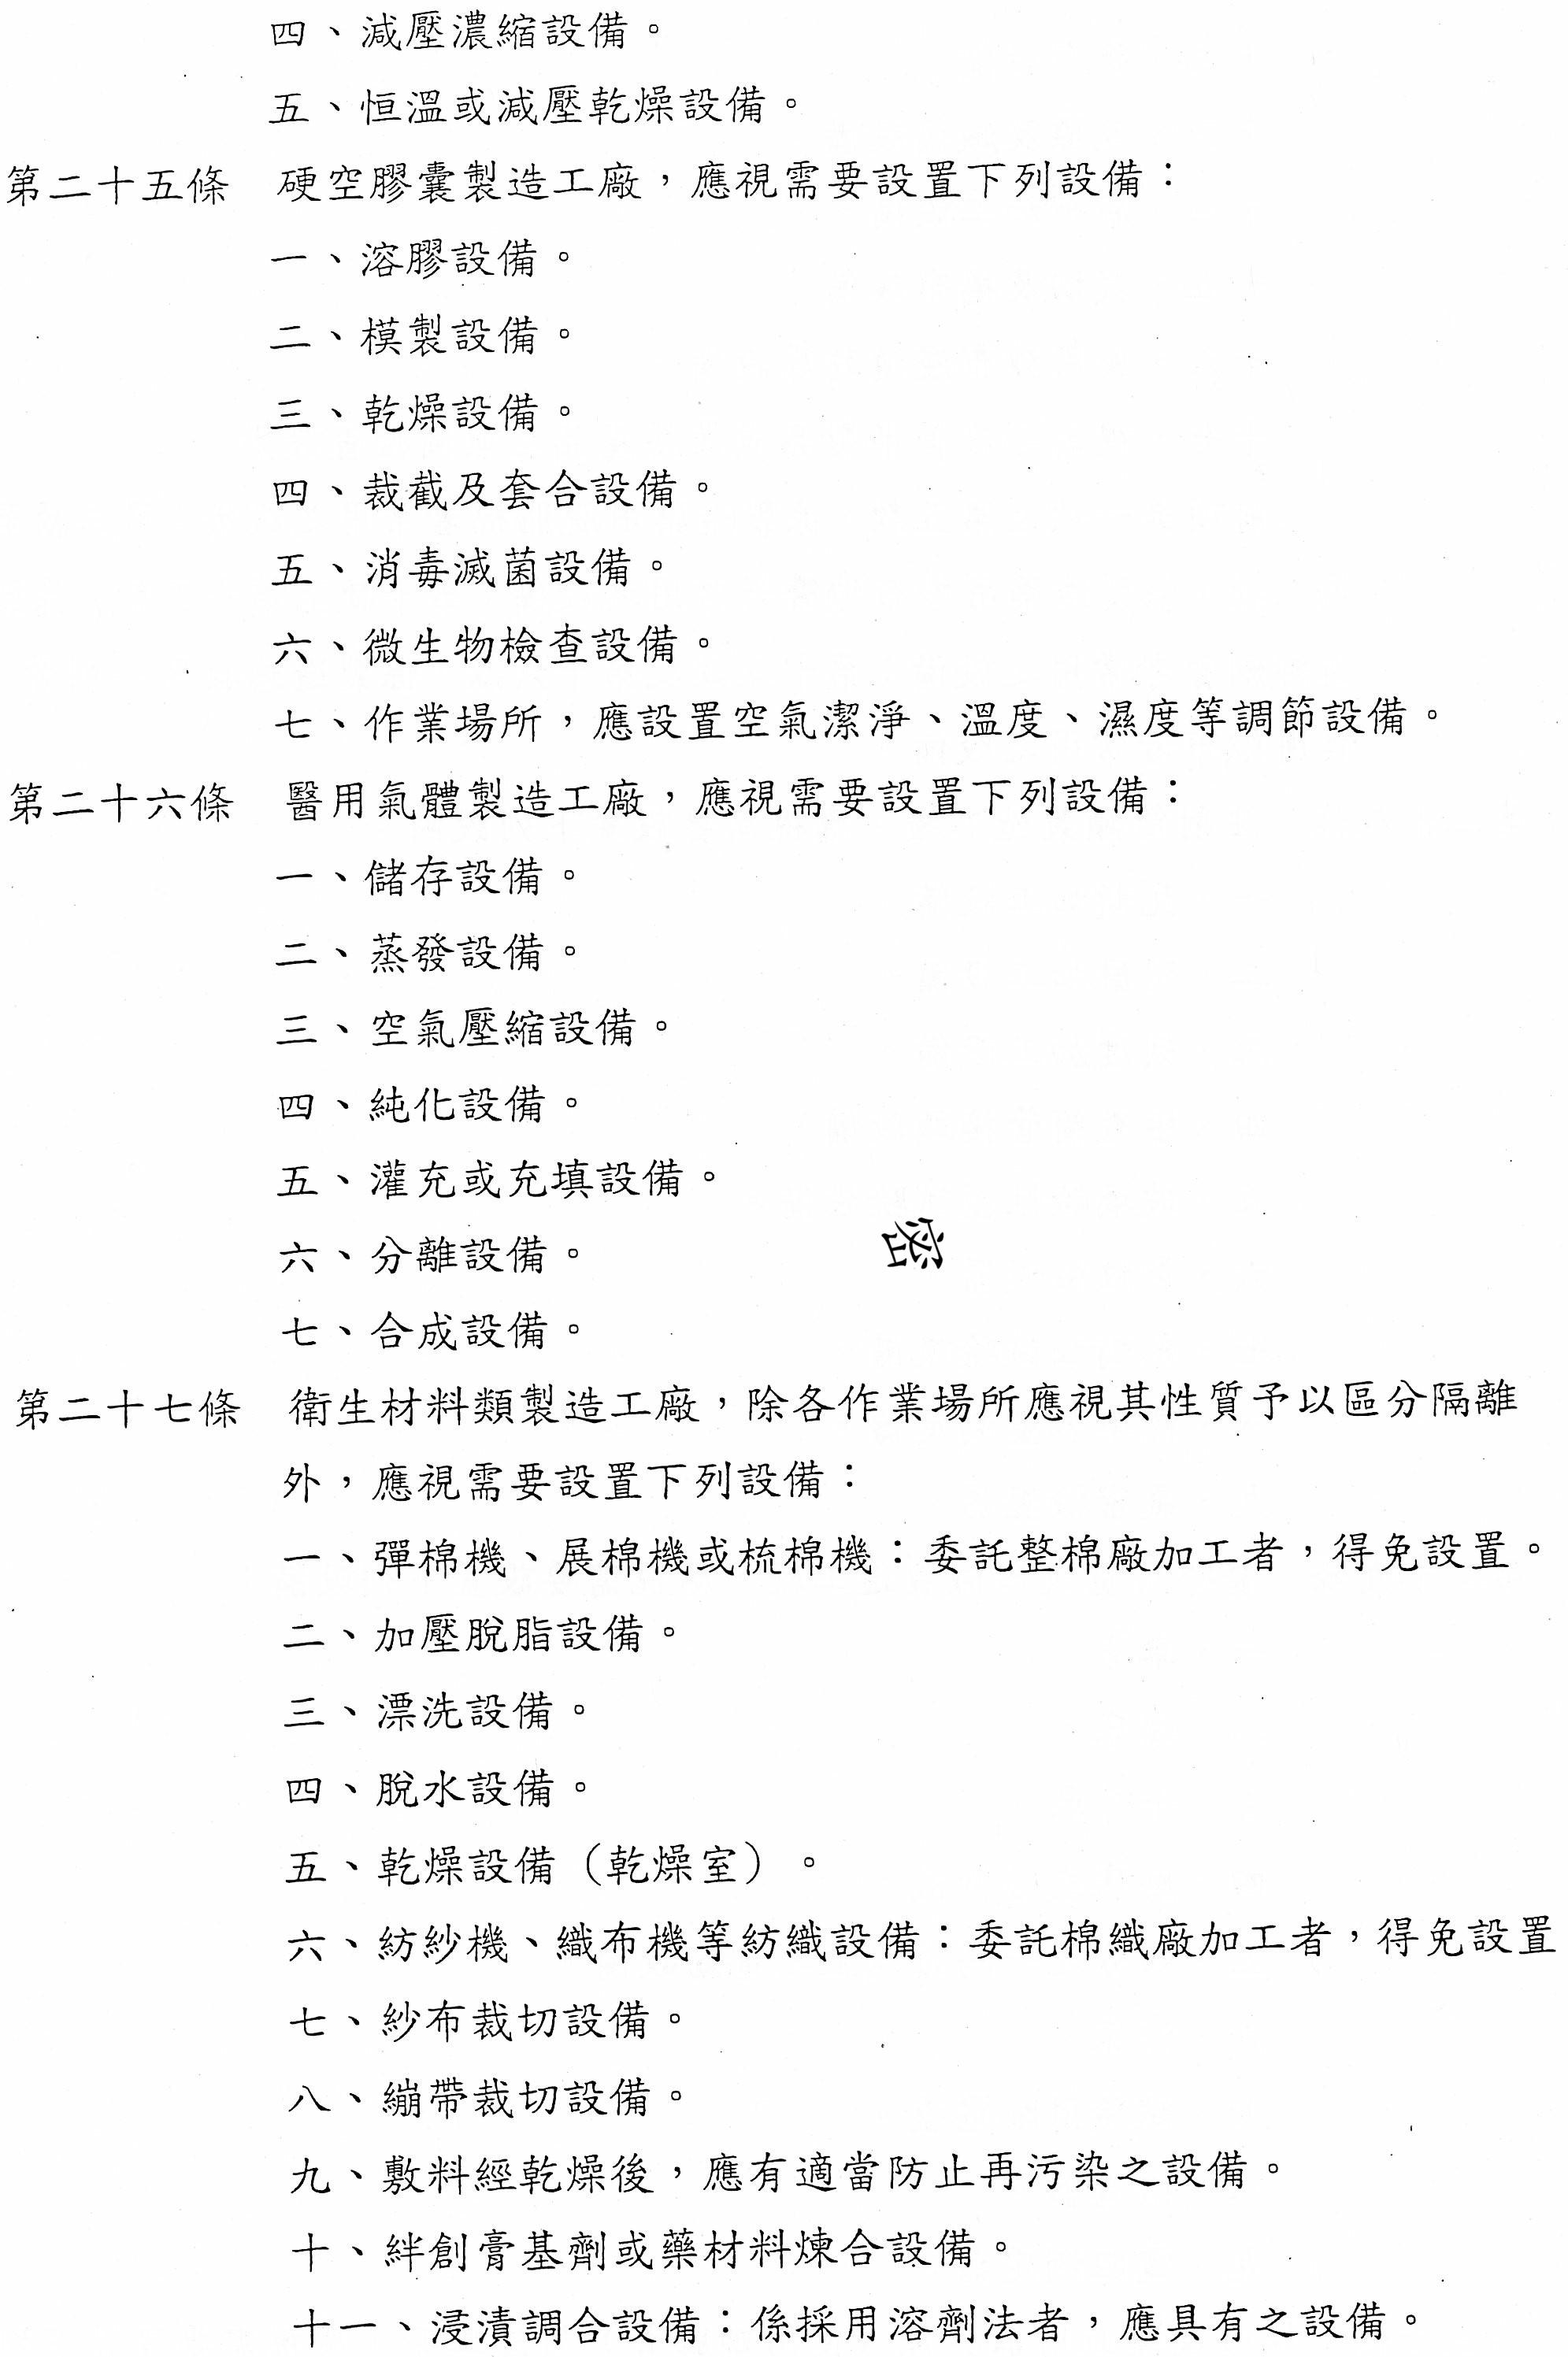 四、減壓濃縮設備。
五、恒溫或減壓乾燥設備。
第二十五條　硬空膠囊製造工廠，應視需要設置下列設備：
一、溶膠設備。
二、模製設備。
三、乾燥設備。
四、裁截及套合設備。
五、消毒滅菌設備。
六、微生物檢查設備。
七、作業場所，應設置空氣潔淨、溫度、濕度等調節設備。
第二十六條　醫用氣體製造工廠，應視需要設置下列設備：
一、儲存設備。
二、蒸發設備。
三、空氣壓縮設備。
四、純化設備。
五、灌充或充填設備。
密
六、分離設備。
七、合成設備。
第二十七條　衛生材料類製造工廠，除各作業場所應視其性質予以區分隔離
外，應視需要設置下列設備：
一、彈棉機、展棉機或梳棉機：委託整棉廠加工者，得免設置。
二、加壓脫脂設備。
三、漂洗設備。
四、脫水設備。
五、乾燥設備（乾燥室）。
六、紡紗機、織布機等紡織設備：委託棉織廠加工者，得免設置
七、紗布裁切設備。
八、繃帶裁切設備。
九、敷料經乾燥後，應有適當防止再污染之設備。
十、絆創膏基劑或藥材料煉合設備。
十一、浸漬調合設備：係採用溶劑法者，應具有之設備。